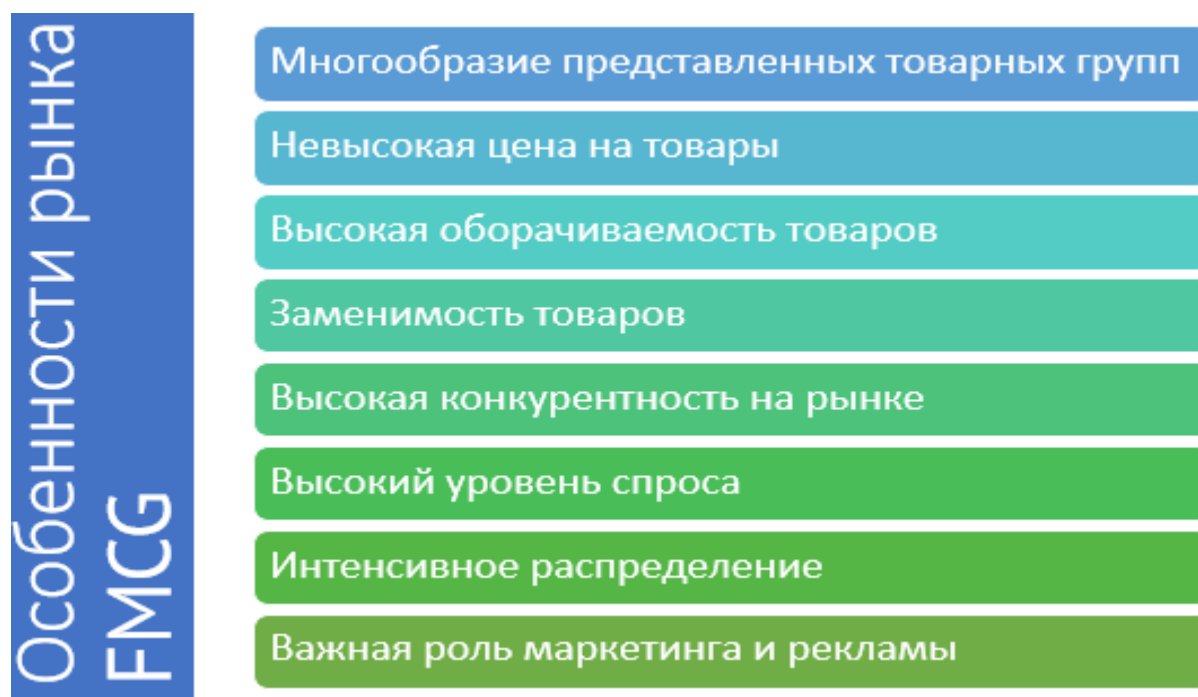 Особенности рынка
FMCG
Многообразие представленных товарных групп
Невысокая цена на товары
Высокая оборачиваемость товаров
Заменимость товаров
Высокая конкурентность на рынке
Высокий уровень спроса
Интенсивное распределение
Важная роль маркетинга и рекламы